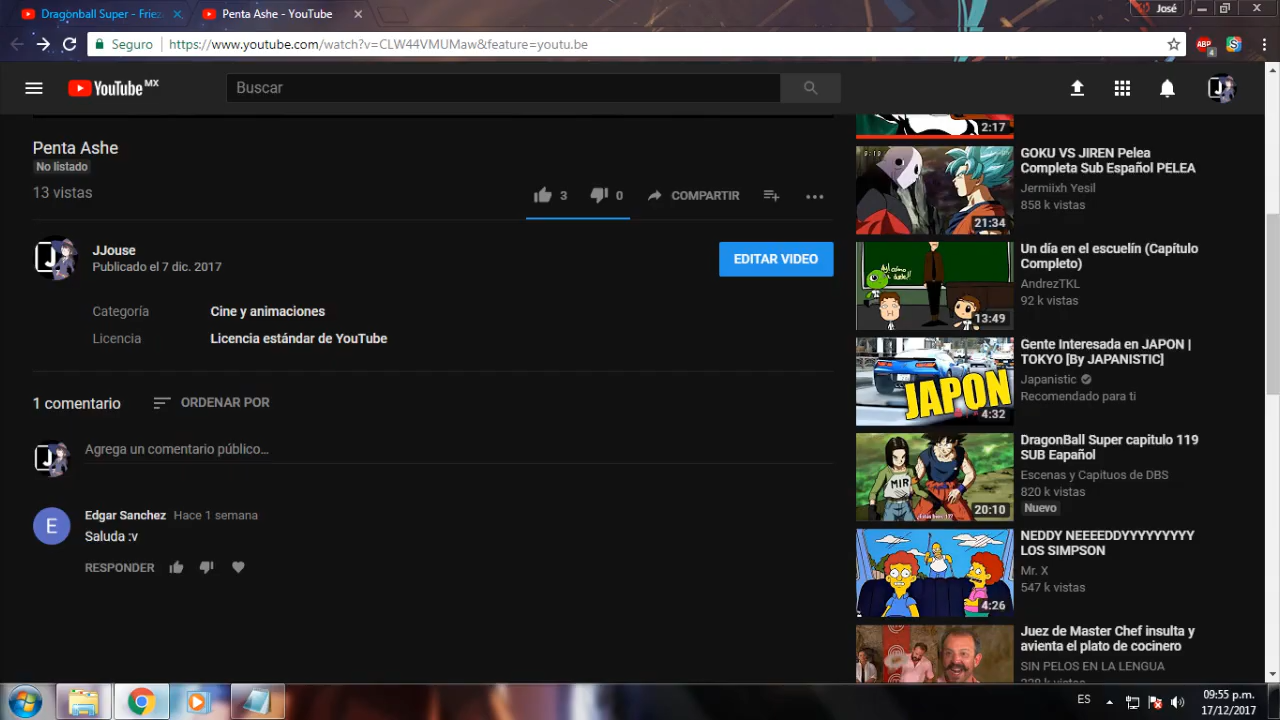 Dragonball Super - Friez
Penta Ashe - YouTube
José
Seguro
https://www.youtube.com/watch?v=CLW44VMUMaw&feature=youtu.be
ABP
4
YouTube MX
Buscar
Penta Ashe
No listado
13 vistas
3
0
COMPARTIR
JJouse
Publicado el 7 dic. 2017
EDITAR VIDEO
Categoría
Cine y animaciones
Licencia
Licencia estándar de YouTube
1 comentario
ORDENAR POR
Agrega un comentario público...
E
Edgar Sanchez Hace 1 semana
Saluda :v
RESPONDER
2:17
GOKU VS JIREN Pelea
Completa Sub Español PELEA
Jermiixh Yesil
858 k vistas
21:34
Un día en el escuelín (Capítulo
Completo)
AndrezTKL
92 k vistas
13:49
Gente Interesada en JAPON |
TOKYO [By JAPANISTIC]
Japanistic
Recomendado para ti
JAPON
4:32
DragonBall Super capitulo 119
SUB Eapañol
Escenas y Capituos de DBS
820 k vistas
Nuevo
MIR
20:10
NEDDY NEEEEDDYYYYYYYYY
LOS SIMPSON
Mr. X
547 k vistas
4:26
Juez de Master Chef insulta y
avienta el plato de cocinero
SIN PELOS EN LA LENGUA
ES
09:55 p.m.
17/12/2017